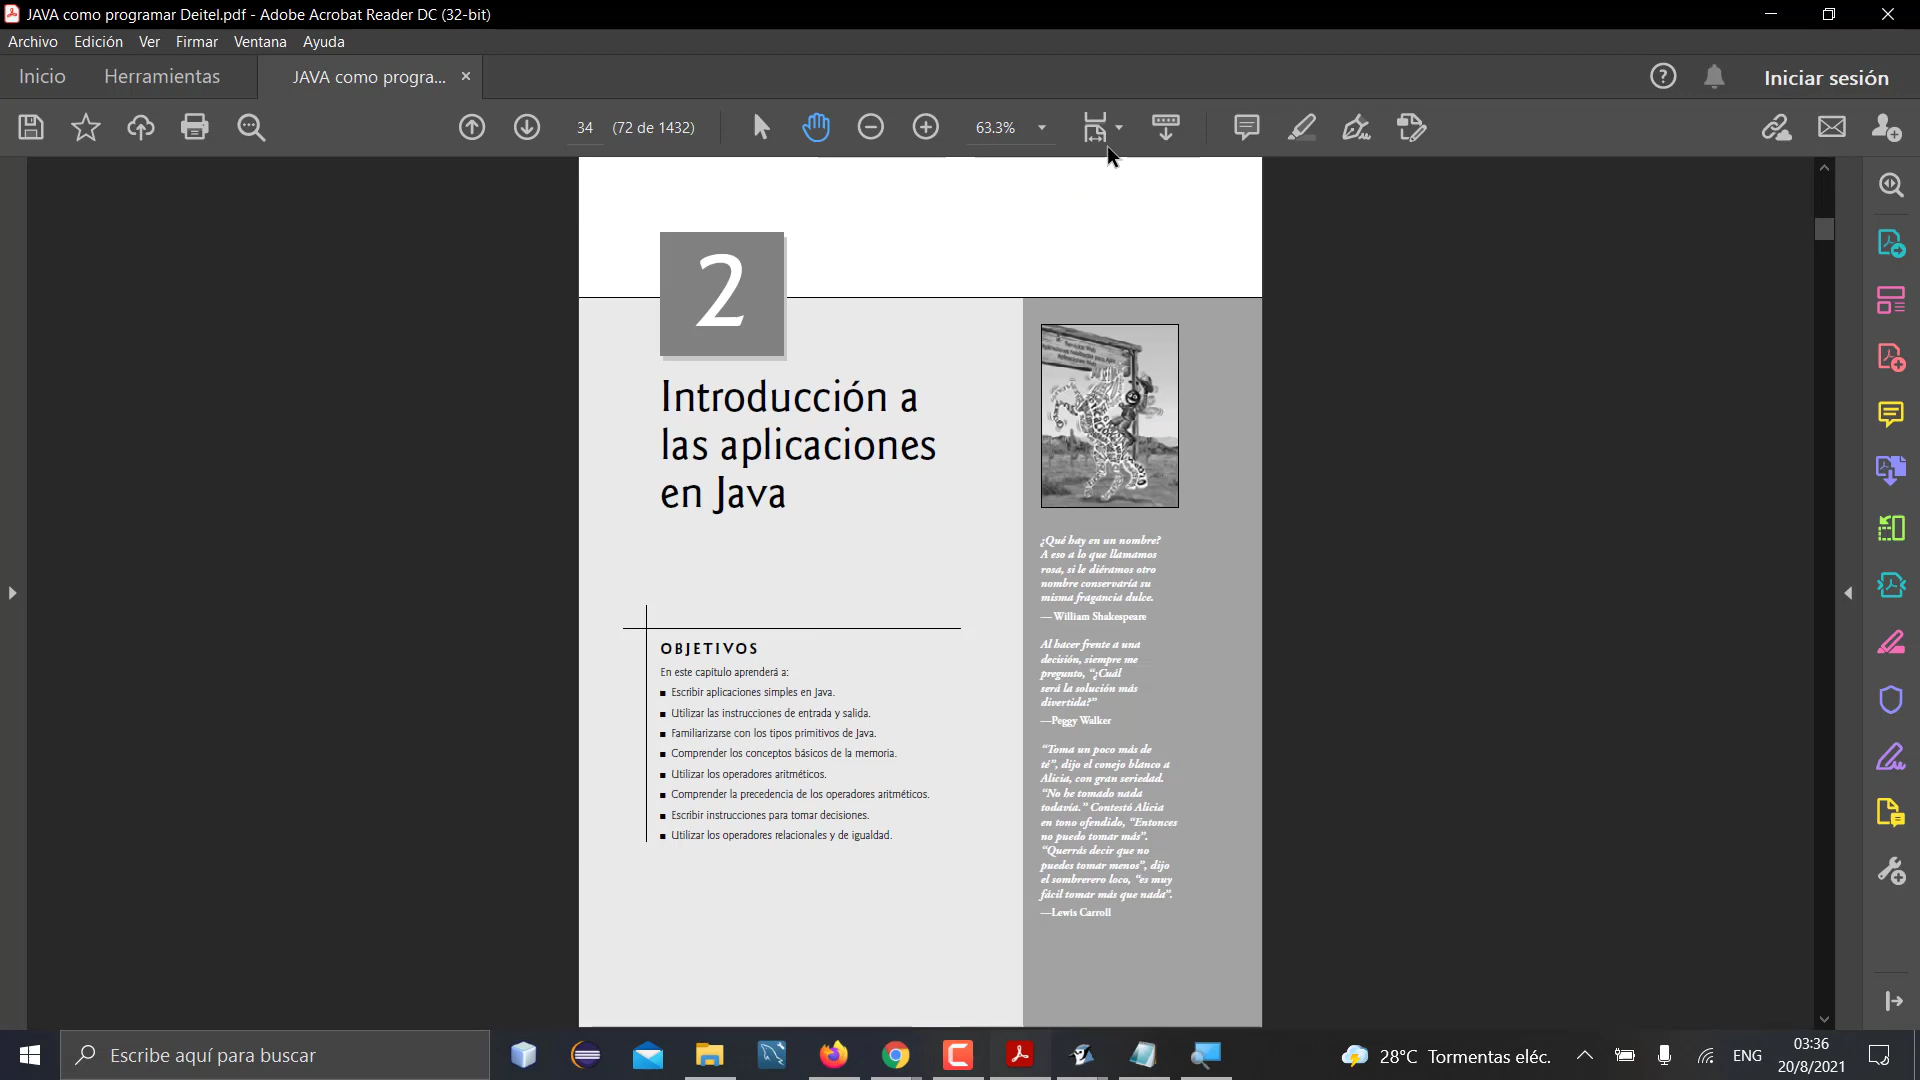 JAVA como programar Deitel.pdf - Adobe Acrobat Reader DC (32-bit)
Archivo Edición Ver Firmar Ventana Ayuda
Inicio Herramientas JAVA como progra... Iniciar sesión
34 (72 de 1432) 63.3%
2
Introducción a
las aplicaciones
en Java
OBJETIVOS
En este capítulo aprenderá a:
Escribir aplicaciones simples en Java.
Utilizar las instrucciones de entrada y salida.
Familiarizarse con los tipos primitivos de Java.
Comprender los conceptos básicos de la memoria.
Utilizar los operadores aritméticos.
Comprender la precedencia de los operadores aritméticos.
Escribir instrucciones para tomar decisiones.
Utilizar los operadores relacionales y de igualdad.
¿Qué hay en un nombre?
A eso a lo que llamamos
rosa, si le diéramos otro
nombre conservaría su
misma fragancia dulce.
— William Shakespeare
Al hacer frente a una
decisión, siempre me
pregunto, “¿Cuál
será la solución más
divertida?”
—Peggy Walker
“Toma un poco más de
té”, dijo el conejo blanco a
Alicia, con gran seriedad.
“No he tomado nada
todavía.” Contestó Alicia
en tono ofendido, “Entonces
no puedo tomar más”.
“Querrás decir que no
puedes tomar menos”, dijo
el sombrerero loco, “es muy
fácil tomar más que nada”.
—Lewis Carroll
Escribe aquí para buscar
28°C Tormentas eléc.
ENG
03:36
20/8/2021